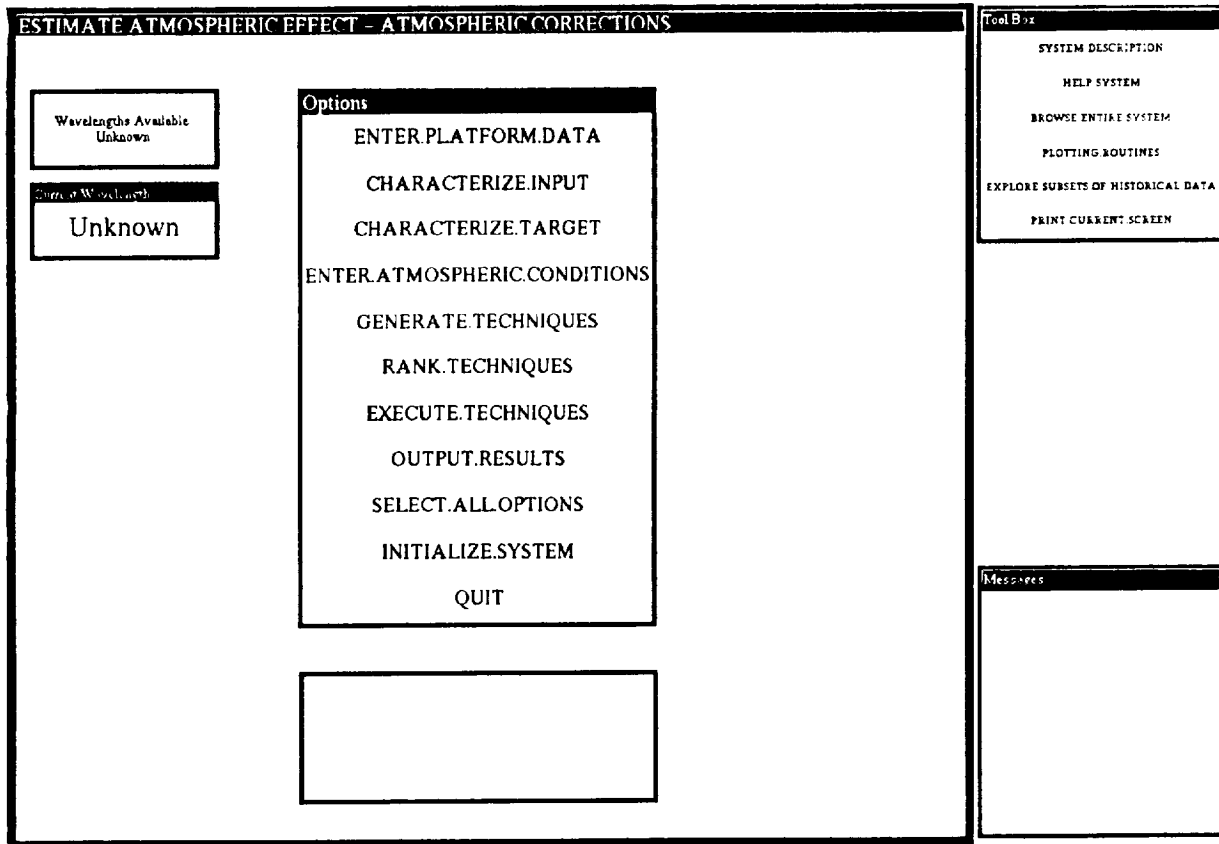 ESTIMATE ATMOSPHERIC EFFECT – ATMOSPHERIC CORRECTIONS
Wavelengths Available
Unknown
Current Wavelength
Unknown
Options
ENTER.PLATFORM.DATA
CHARACTERIZE.INPUT
CHARACTERIZE.TARGET
ENTER.ATMOSPHERIC.CONDITIONS
GENERATE.TECHNIQUES
RANK.TECHNIQUES
EXECUTE.TECHNIQUES
OUTPUT.RESULTS
SELECT.ALL.OPTIONS
INITIALIZE.SYSTEM
QUIT
Tool Box
SYSTEM DESCRIPTION
HELP SYSTEM
BROWSE ENTIRE SYSTEM
PLOTTING.ROUTINES
EXPLORE SUBSETS OF HISTORICAL DATA
PRINT CURRENT SCREEN
Messages